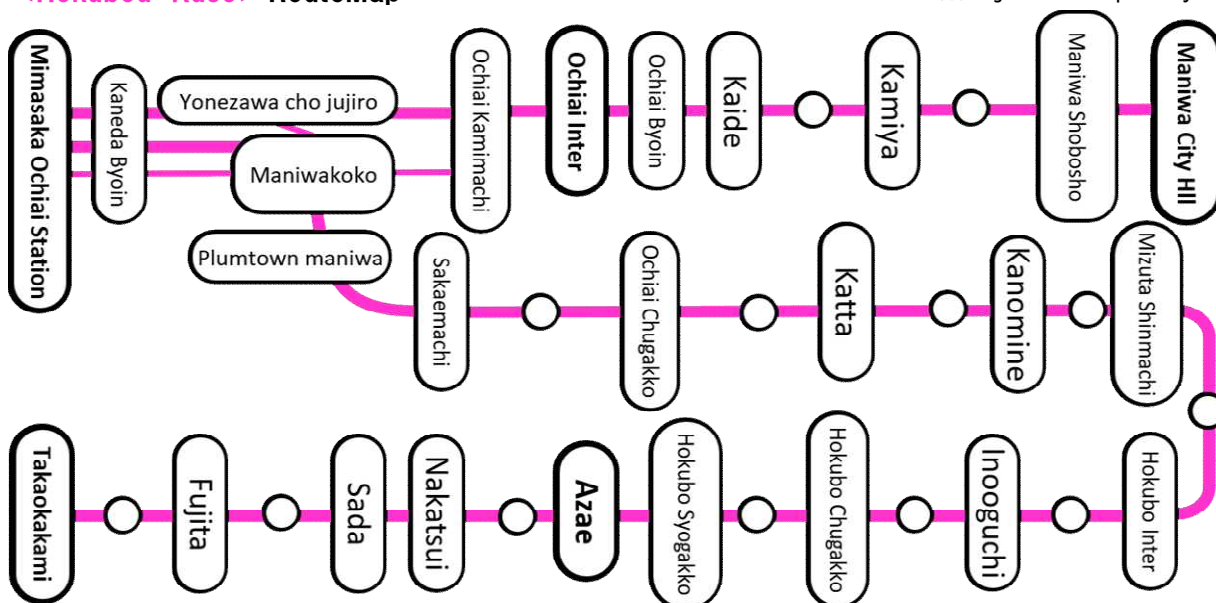 RouteMap
Mimasaka Ochiai Station
Kaneda Byoin
Yonezawa cho jujiro
Maniwakoko
Plumtown maniwa
Ochiai Kamimachi
Ochiai Inter
Ochiai Byoin
Kaide
Kamiya
Maniwa Shobosho
Maniwa City Hll
Sakaemachi
Ochiai Chugakko
Katta
Kanomine
Mizuta Shinmachi
Takaokakami
Fujita
Sada
Nakatsui
Azae
Hokubo Syogakko
Hokubo Chugakko
Inooguchi
Hokubo Inter